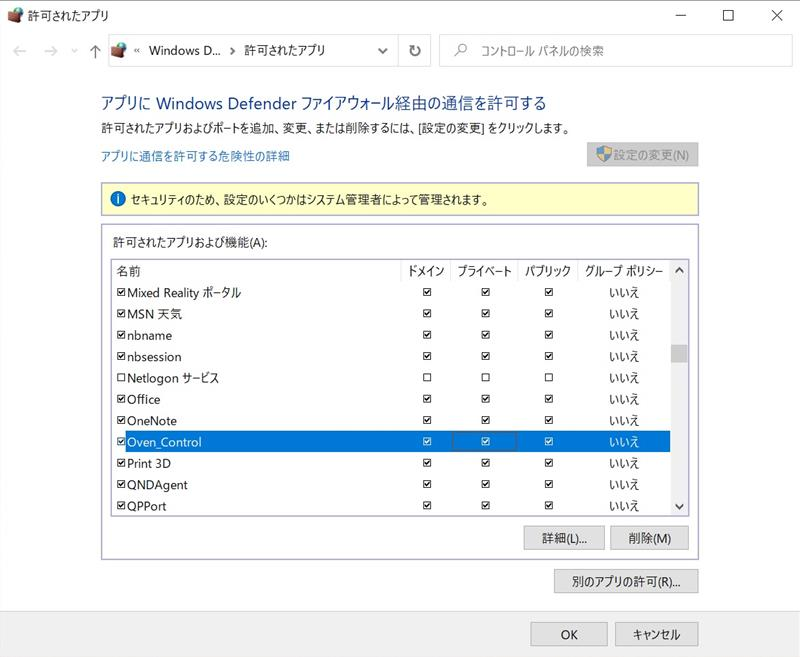 許可されたアプリ
« Windows D... > 許可されたアプリ
コントロール パネルの検索
アプリに Windows Defender ファイアウォール経由の通信を許可する
許可されたアプリおよびポートを追加、変更、または削除するには、[設定の変更] をクリックします。
アプリに通信を許可する危険性の詳細
設定の変更(N)
セキュリティのため、設定のいくつかはシステム管理者によって管理されます。
許可されたアプリおよび機能(A):
名前 ドメイン プライベート パブリック グループ ポリシー
Mixed Reality ポータル いいえ
MSN 天気 いいえ
nbname いいえ
nbsession いいえ
Netlogon サービス いいえ
Office いいえ
OneNote いいえ
Oven_Control いいえ
Print 3D いいえ
QNDAgent いいえ
QPPort いいえ
詳細(L)... 削除(M)
別のアプリの許可(R)...
OK キャンセル